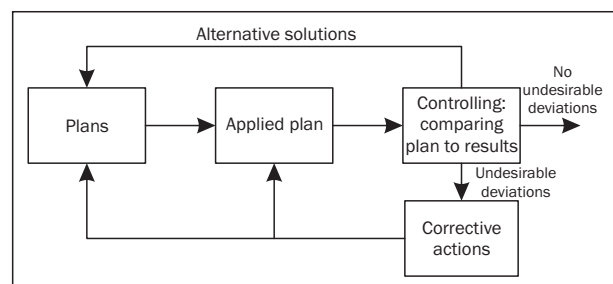 Alternative solutions
No
undesirable
deviations
Plans
Applied plan
Controlling:
comparing
plan to results
Undesirable
deviations
Corrective
actions